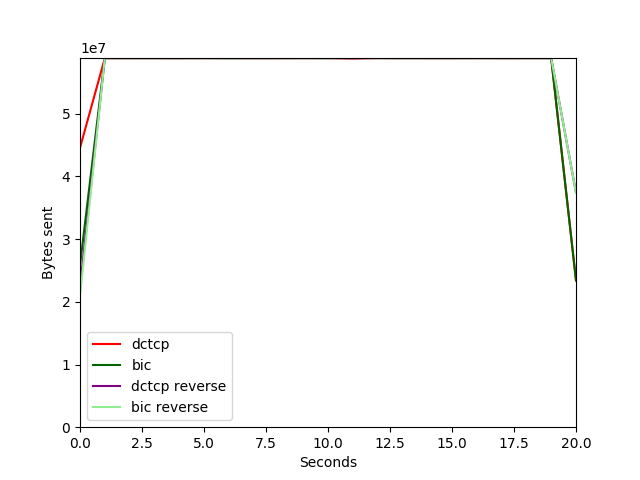 1e7
5
4
3
2
1
0
Bytes sent
dctcp
bic
dctcp reverse
bic reverse
0.0 2.5 5.0 7.5 10.0 12.5 15.0 17.5 20.0
Seconds